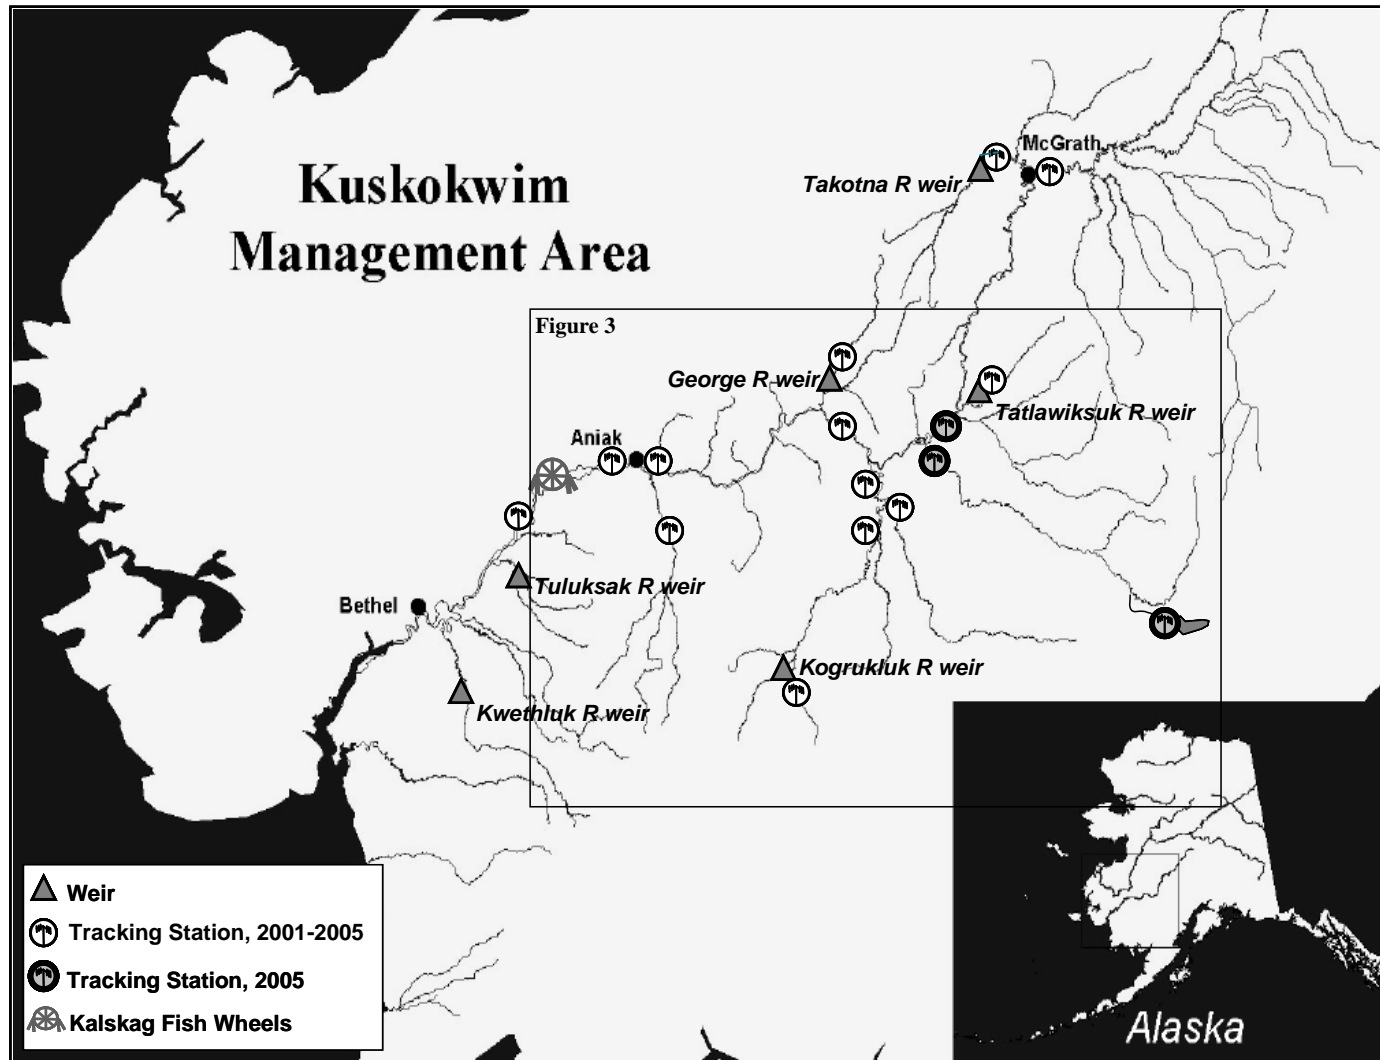 Kuskokwim
Management Area
McGrath
Takotna R weir
Figure 3
George R weir
Tatlawiksuk R weir
Aniak
Tuluksak R weir
Bethel
Kogrukluk R weir
Kwethluk R weir
Weir
Tracking Station, 2001-2005
Tracking Station, 2005
Kalskag Fish Wheels
Alaska